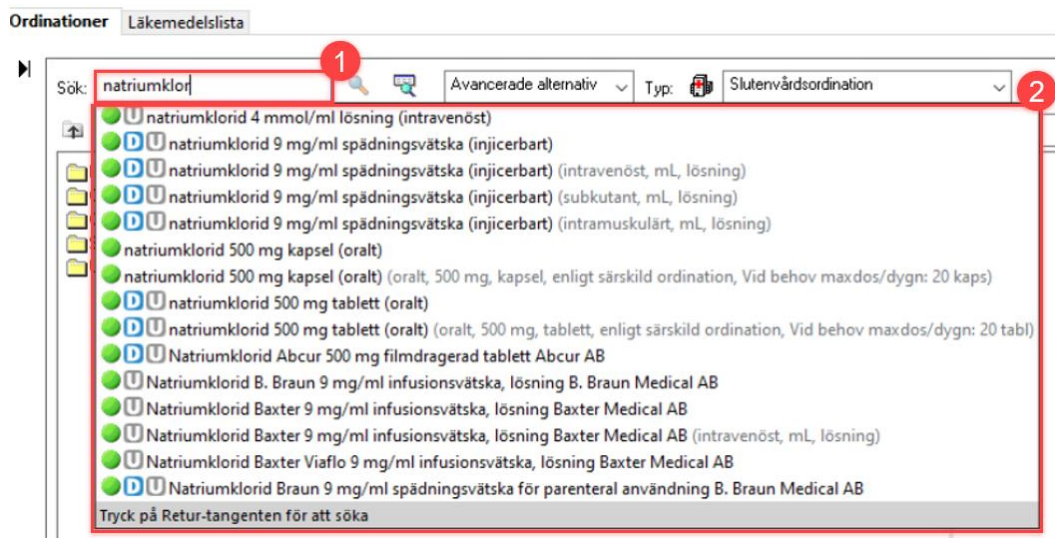 Ordinationer Läkemedelslista
1
Sök: natriumklor Avancerade alternativ Typ: Slutenvårdsordination
2
U natriumklorid 4 mmol/ml lösning (intravenöst)
D U natriumklorid 9 mg/ml spädningsvätska (injicerbart)
D U natriumklorid 9 mg/ml spädningsvätska (injicerbart) (intravenöst, mL, lösning)
D U natriumklorid 9 mg/ml spädningsvätska (injicerbart) (subkutant, mL, lösning)
D U natriumklorid 9 mg/ml spädningsvätska (injicerbart) (intramuskulärt, mL, lösning)
natriumklorid 500 mg kapsel (oralt)
natriumklorid 500 mg kapsel (oralt) (oralt, 500 mg, kapsel, enligt särskild ordination, Vid behov maxdos/dygn: 20 kaps)
D U natriumklorid 500 mg tablett (oralt)
D U natriumklorid 500 mg tablett (oralt) (oralt, 500 mg, tablett, enligt särskild ordination, Vid behov maxdos/dygn: 20 tabl)
D U Natriumklorid Abcur 500 mg filmdragerad tablett Abcur AB
U Natriumklorid B. Braun 9 mg/ml infusionsvätska, lösning B. Braun Medical AB
U Natriumklorid Baxter 9 mg/ml infusionsvätska, lösning Baxter Medical AB
U Natriumklorid Baxter 9 mg/ml infusionsvätska, lösning Baxter Medical AB (intravenöst, mL, lösning)
U Natriumklorid Baxter Viaflo 9 mg/ml infusionsvätska, lösning Baxter Medical AB
D U Natriumklorid Braun 9 mg/ml spädningsvätska för parenteral användning B. Braun Medical AB
Tryck på Retur-tangenten för att söka